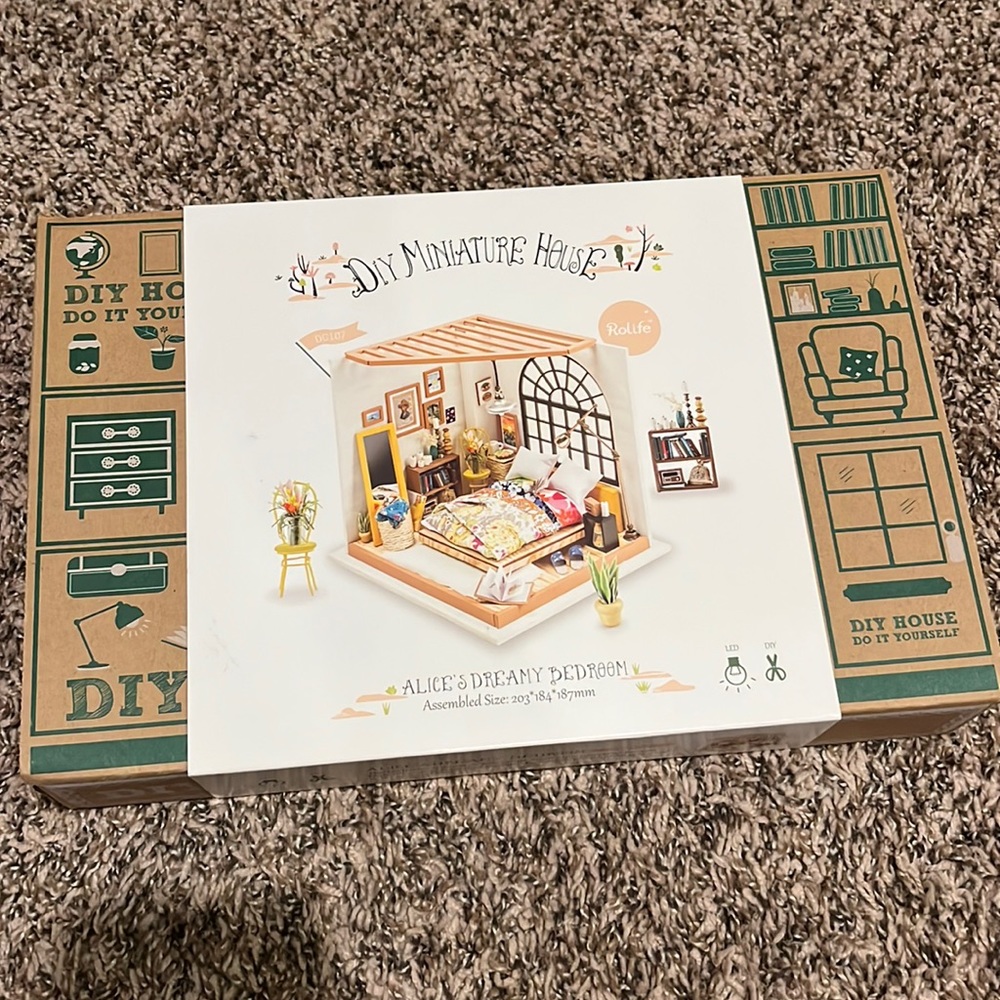 DIY MINIATURE HOUSE
DG107
Rolife
DIY HO
DO IT YOU
DIY
ALICE'S DREAMY BEDROOM
Assembled Size: 203*184*187mm
LED DIY
DIY HOUSE
DO IT YOURSELF